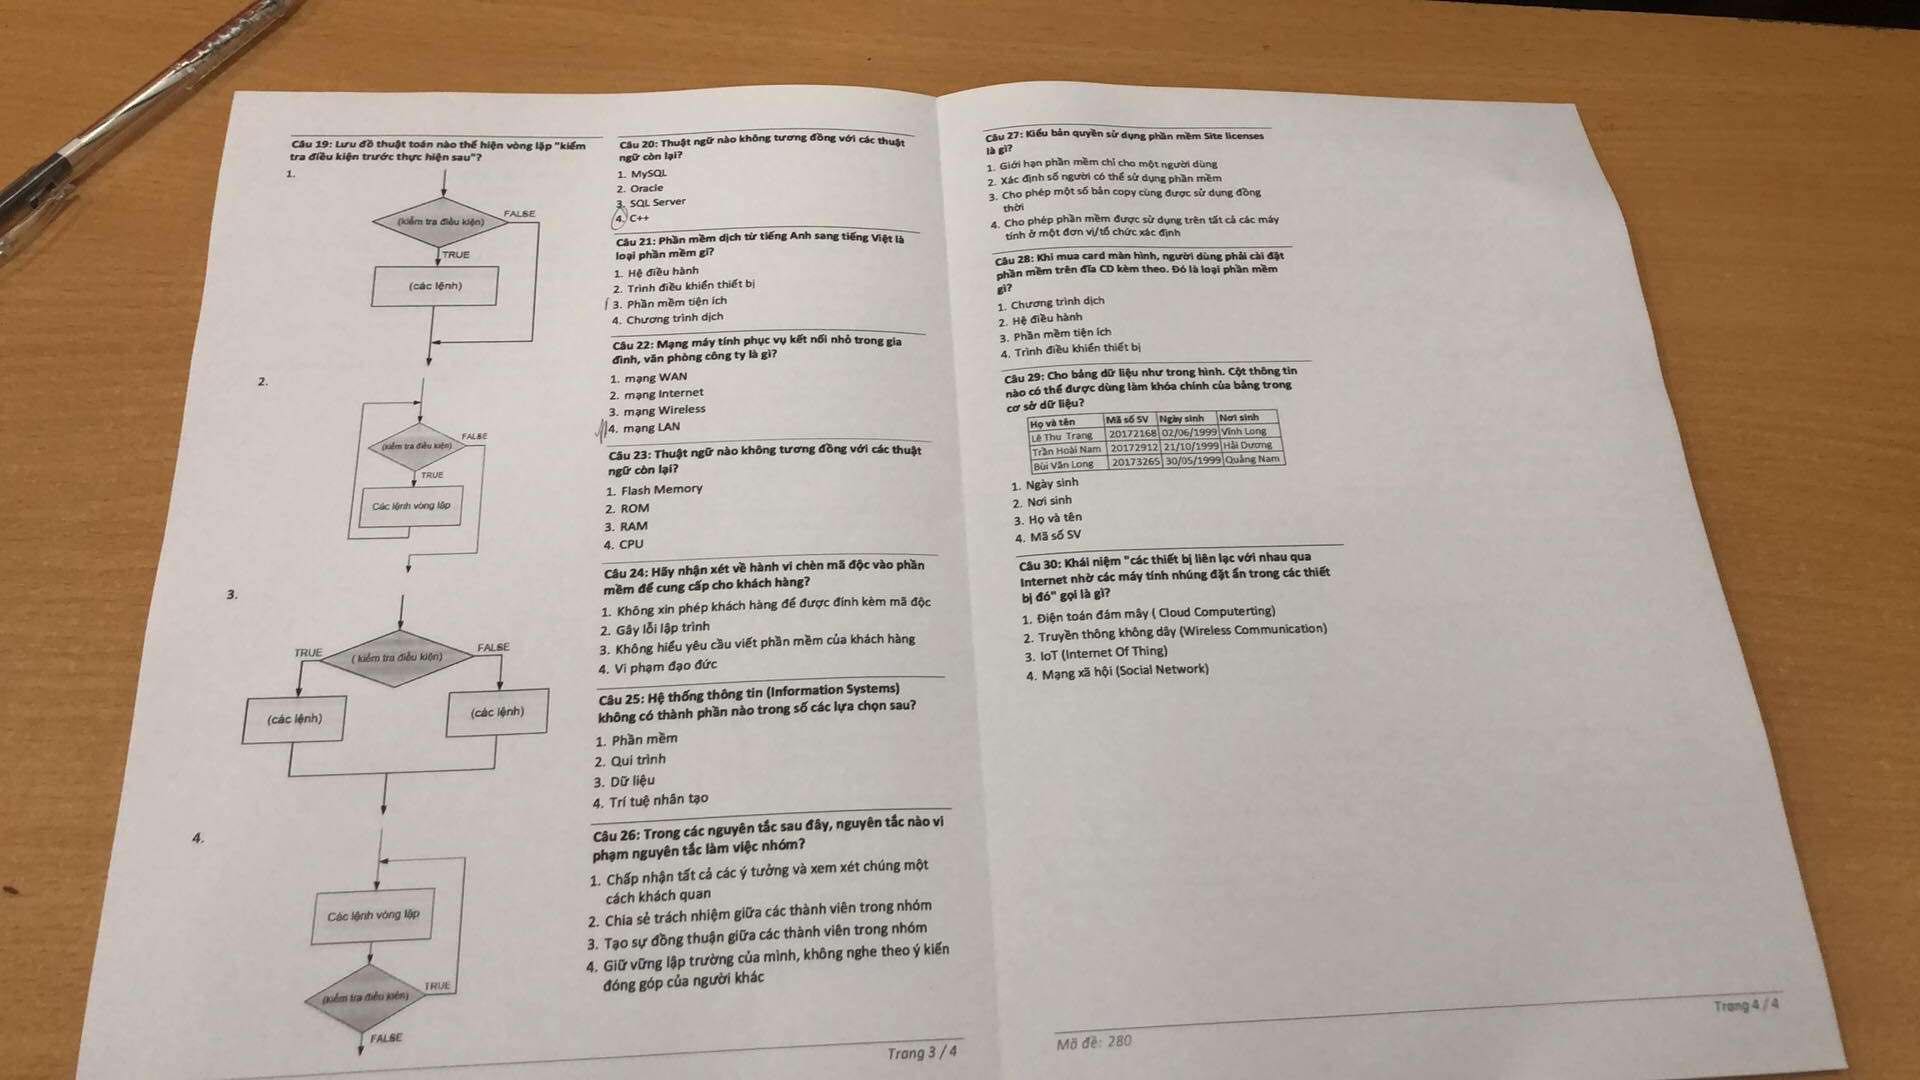 Câu 19: Lưu đồ thuật toán nào thể hiện vòng lặp "kiểm
tra điều kiện trước thực hiện sau"?
1.
(kiểm tra điều kiện)
FALSE
TRUE
(các lệnh)
2.
(kiểm tra điều kiện)
FALSE
TRUE
Các lệnh vòng lặp
3.
TRUE
( kiểm tra điều kiện)
FALSE
(các lệnh)
(các lệnh)
4.
Các lệnh vòng lặp
(kiểm tra điều kiện)
TRUE
FALSE
Câu 20: Thuật ngữ nào không tương đồng với các thuật
ngữ còn lại?
1. MySQL
2. Oracle
3. SQL Server
4. C++
Câu 21: Phần mềm dịch từ tiếng Anh sang tiếng Việt là
loại phần mềm gì?
1. Hệ điều hành
2. Trình điều khiển thiết bị
3. Phần mềm tiện ích
4. Chương trình dịch
Câu 22: Mạng máy tính phục vụ kết nối nhỏ trong gia
đình, văn phòng công ty là gì?
1. mạng WAN
2. mạng Internet
3. mạng Wireless
4. mạng LAN
Câu 23: Thuật ngữ nào không tương đồng với các thuật
ngữ còn lại?
1. Flash Memory
2. ROM
3. RAM
4. CPU
Câu 24: Hãy nhận xét về hành vi chèn mã độc vào phần
mềm để cung cấp cho khách hàng?
1. Không xin phép khách hàng để được đính kèm mã độc
2. Gây lỗi lập trình
3. Không hiểu yêu cầu viết phần mềm của khách hàng
4. Vi phạm đạo đức
Câu 25: Hệ thống thông tin (Information Systems)
không có thành phần nào trong số các lựa chọn sau?
1. Phần mềm
2. Qui trình
3. Dữ liệu
4. Trí tuệ nhân tạo
Câu 26: Trong các nguyên tắc sau đây, nguyên tắc nào vi
phạm nguyên tắc làm việc nhóm?
1. Chấp nhận tất cả các ý tưởng và xem xét chúng một
cách khách quan
2. Chia sẻ trách nhiệm giữa các thành viên trong nhóm
3. Tạo sự đồng thuận giữa các thành viên trong nhóm
4. Giữ vững lập trường của mình, không nghe theo ý kiến
đóng góp của người khác
Trang 3 / 4
Câu 27: Kiểu bản quyền sử dụng phần mềm Site licenses
là gì?
1. Giới hạn phần mềm chỉ cho một người dùng
2. Xác định số người có thể sử dụng phần mềm
3. Cho phép một số bản copy cùng được sử dụng đồng
thời
4. Cho phép phần mềm được sử dụng trên tất cả các máy
tính ở một đơn vị/tổ chức xác định
Câu 28: Khi mua card màn hình, người dùng phải cài đặt
phần mềm trên đĩa CD kèm theo. Đó là loại phần mềm
gì?
1. Chương trình dịch
2. Hệ điều hành
3. Phần mềm tiện ích
4. Trình điều khiển thiết bị
Câu 29: Cho bảng dữ liệu như trong hình. Cột thông tin
nào có thể được dùng làm khóa chính của bảng trong
cơ sở dữ liệu?
Họ và tên Mã số SV Ngày sinh Nơi sinh
Lê Thu Trang 20172168 02/06/1999 Vĩnh Long
Trần Hoài Nam 20172912 21/10/1999 Hải Dương
Bùi Văn Long 20173265 30/05/1999 Quảng Nam
1. Ngày sinh
2. Nơi sinh
3. Họ và tên
4. Mã số SV
Câu 30: Khái niệm "các thiết bị liên lạc với nhau qua
Internet nhờ các máy tính nhúng đặt ẩn trong các thiết
bị đó" gọi là gì?
1. Điện toán đám mây ( Cloud Computerting)
2. Truyền thông không dây (Wireless Communication)
3. IoT (Internet Of Thing)
4. Mạng xã hội (Social Network)
Mã đề: 280
Trang 4 / 4